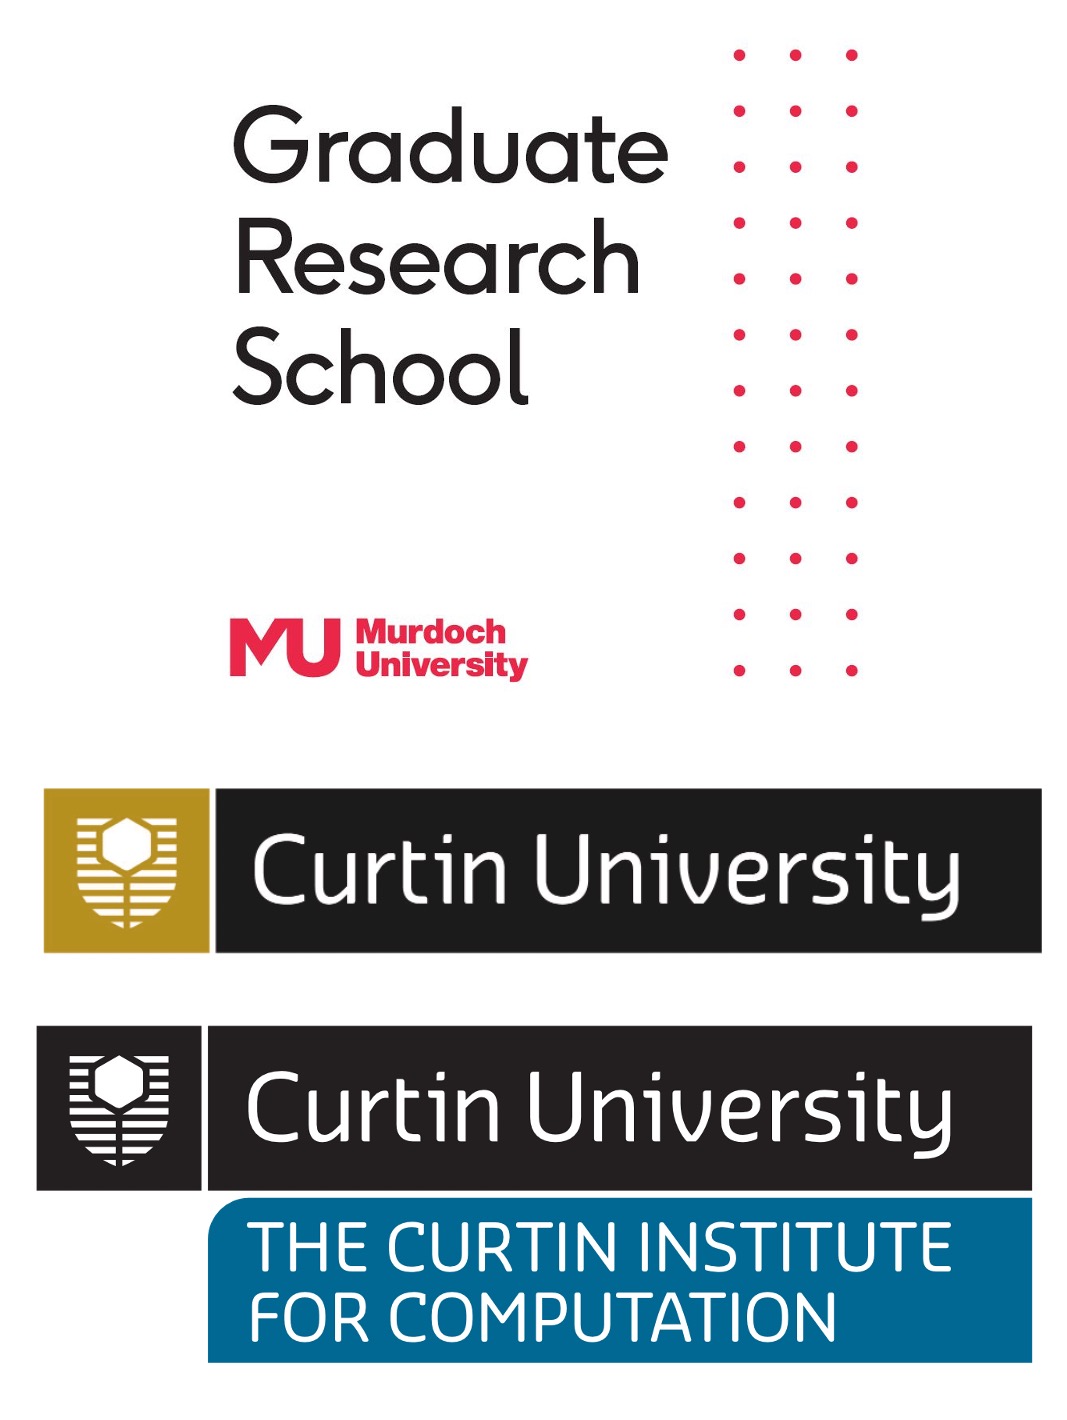 Graduate
Research
School
MU Murdoch
University
Curtin University
Curtin University
THE CURTIN INSTITUTE
FOR COMPUTATION